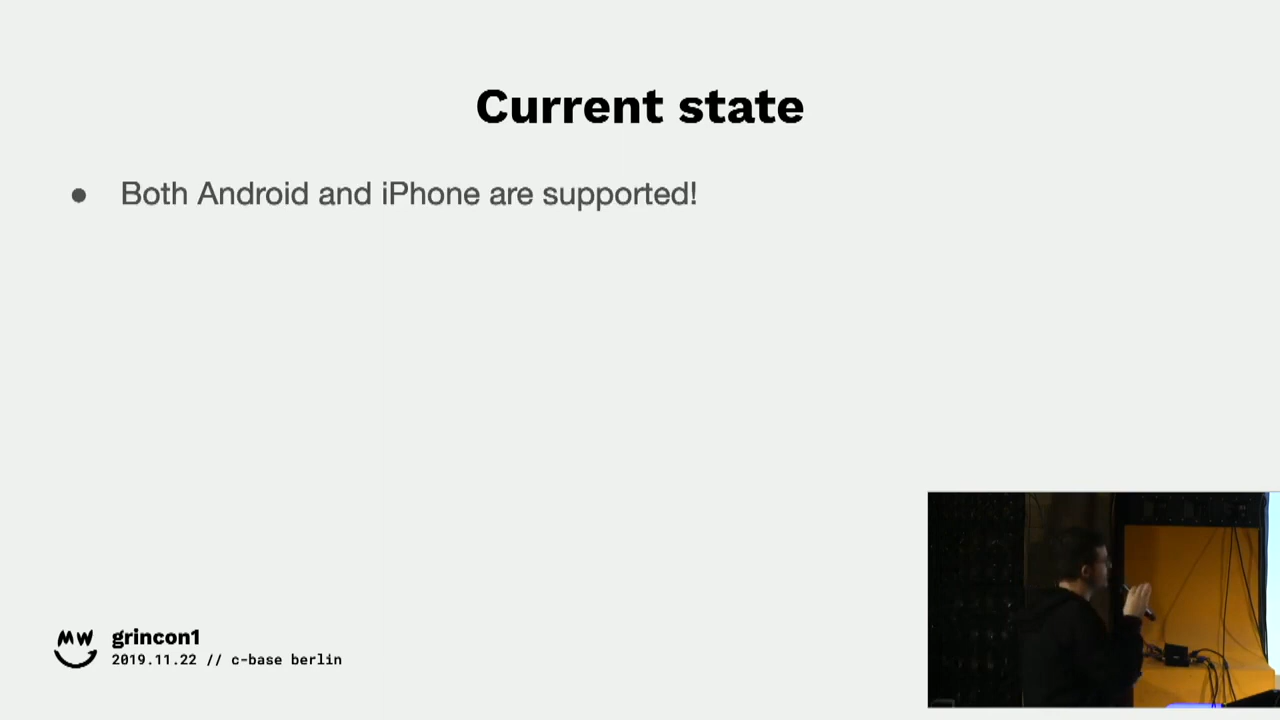 Current state
● Both Android and iPhone are supported!
MW
grincon1
2019.11.22 // c-base berlin